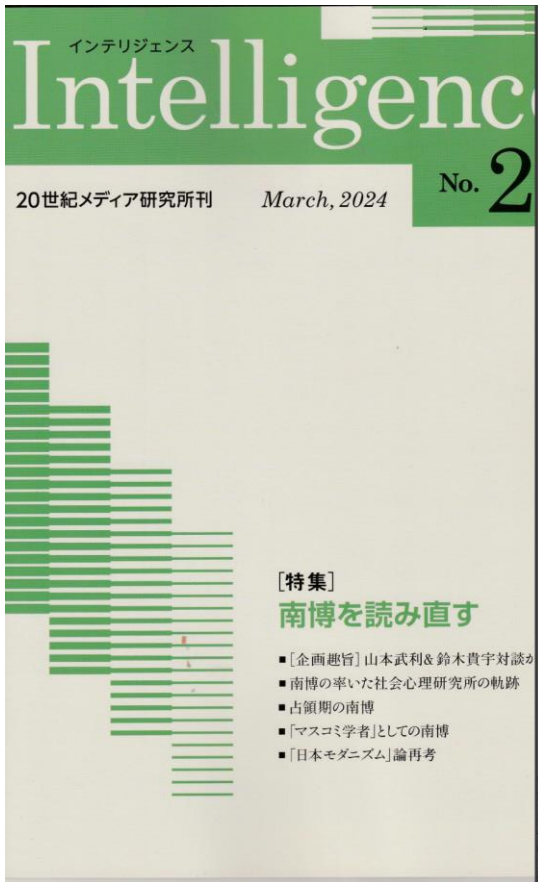 インテリジェンス
Intelligenc
No. 2
20世紀メディア研究所刊
March, 2024
[特集]
南博を読み直す
■[企画趣旨]山本武利&鈴木貴宇対談か
■南博の率いた社会心理研究所の軌跡
■占領期の南博
■「マスコミ学者」としての南博
■「日本モダニズム」論再考